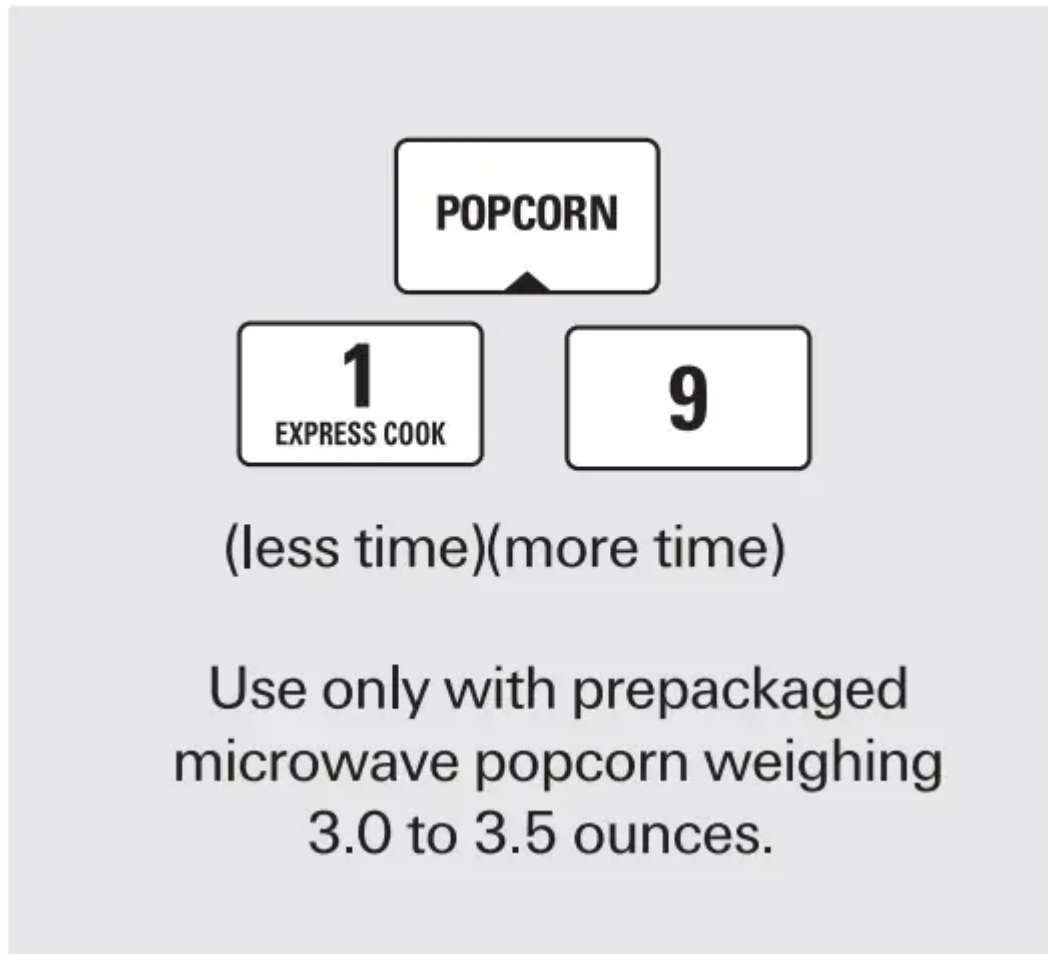 POPCORN
1
EXPRESS COOK
9
(less time)(more time)
Use only with prepackaged
microwave popcorn weighing
3.0 to 3.5 ounces.